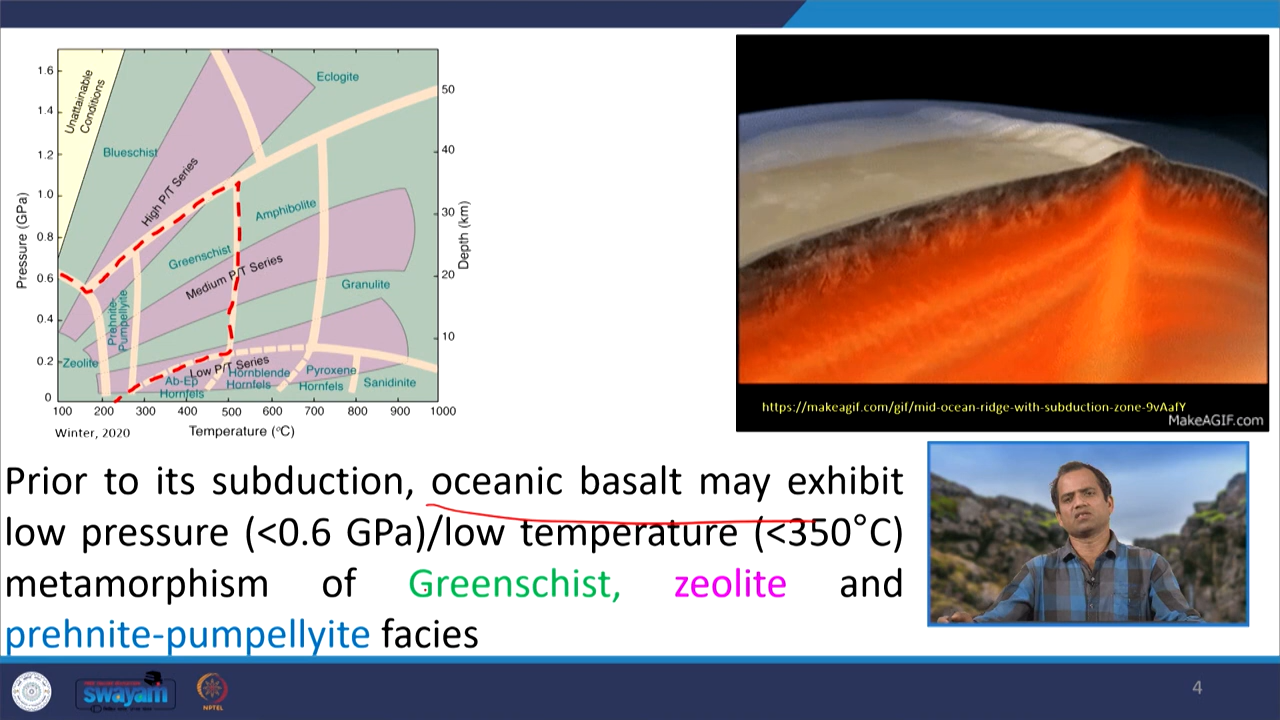 1.6
1.4
1.2
1.0
0.8
0.6
0.4
0.2
0
Pressure (GPa)
Unattainable
Conditions
Blueschist
High P/T Series
Eclogite
Amphibolite
Greenschist
Medium P/T Series
Granulite
Prehnite-
Pumpellyite
Zeolite
Low P/T Series
Ab-Ep
Hornfels
Hornblende
Hornfels
Pyroxene
Hornfels
Sanidinite
50
40
30
20
10
Depth (km)
100 200 300 400 500 600 700 800 900 1000
Winter, 2020
Temperature (°C)
https://makeagif.com/gif/mid-ocean-ridge-with-subduction-zone-9vAafY
MakeAGIF.com
Prior to its subduction, oceanic basalt may exhibit
low pressure (<0.6 GPa)/low temperature (<350°C)
metamorphism of Greenschist, zeolite and
prehnite-pumpellyite facies
swayam
NPTEL
4